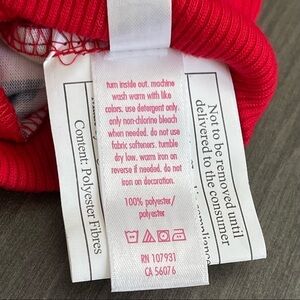 turn inside out. machine
wash warm with like
colors. use detergent only.
only non-chlorine bleach
when needed. do not use
fabric softeners. tumble
dry low. warm iron on
reverse if needed. do not
iron on decoration.
100% polyester/
polyester
RN 107931
CA 56076
Not to be removed until
delivered to the consumer
Content: Polyester Fibres